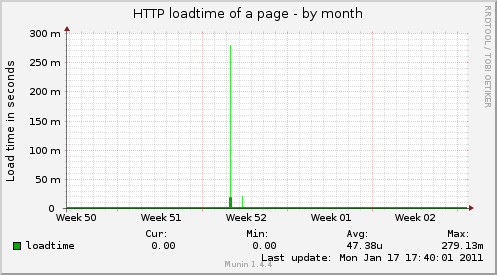 HTTP loadtime of a page - by month
RRDTOOL / TOBI OETIKER
Load time in seconds
300 m
250 m
200 m
150 m
100 m
50 m
0
Week 50 Week 51 Week 52 Week 01 Week 02
Cur: Min: Avg: Max:
loadtime 0.00 0.00 47.38u 279.13m
Last update: Mon Jan 17 17:40:01 2011
Munin 1.4.4